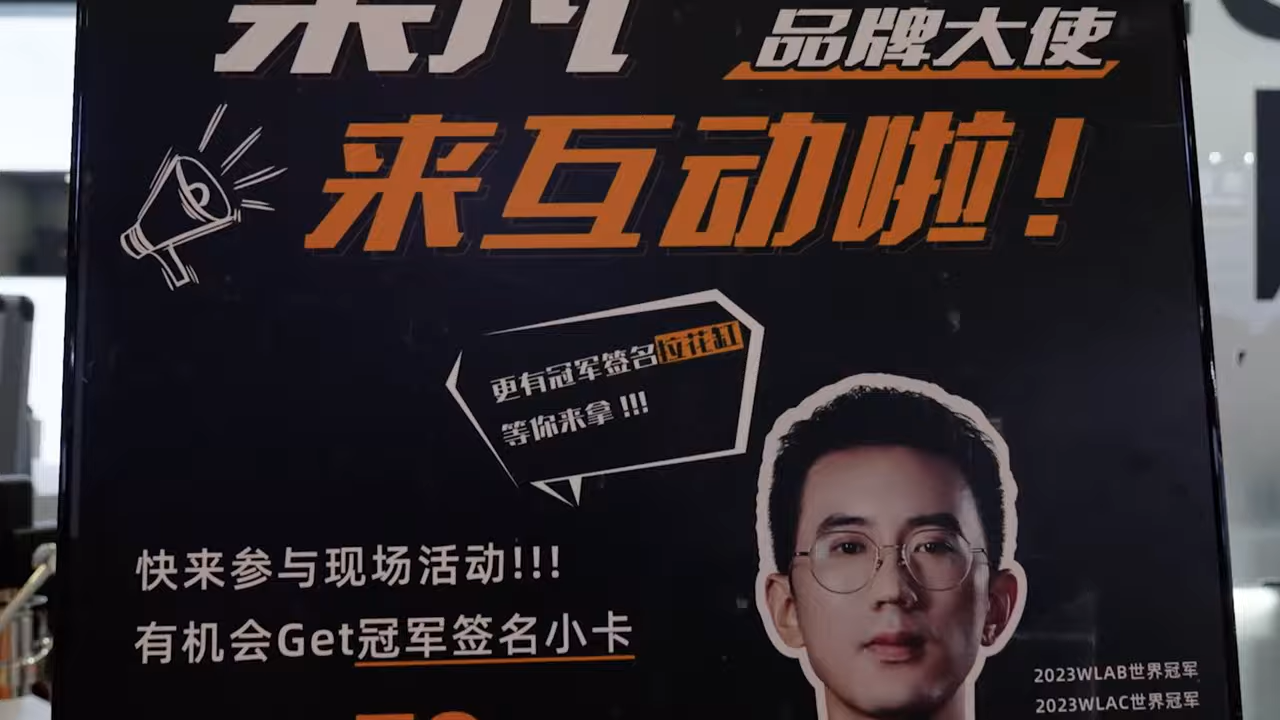 品牌大使
来互动啦!
更有冠军签名拉花缸
等你来拿!!!
快来参与现场活动!!!
有机会Get冠军签名小卡
2023WLAB世界冠军
2023WLAC世界冠军